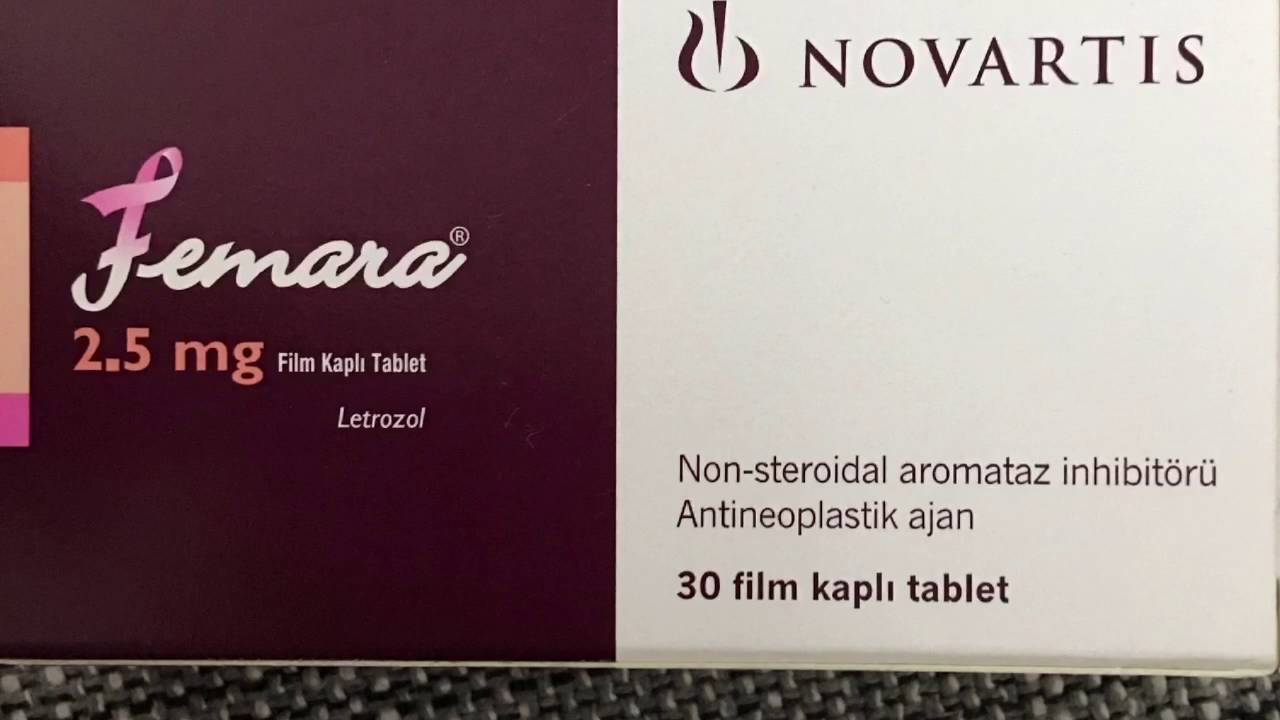 NOVARTIS
Femara®
2.5 mg Film Kaplı Tablet
Letrozol
Non-steroidal aromataz inhibitörü
Antineoplastik ajan
30 film kaplı tablet